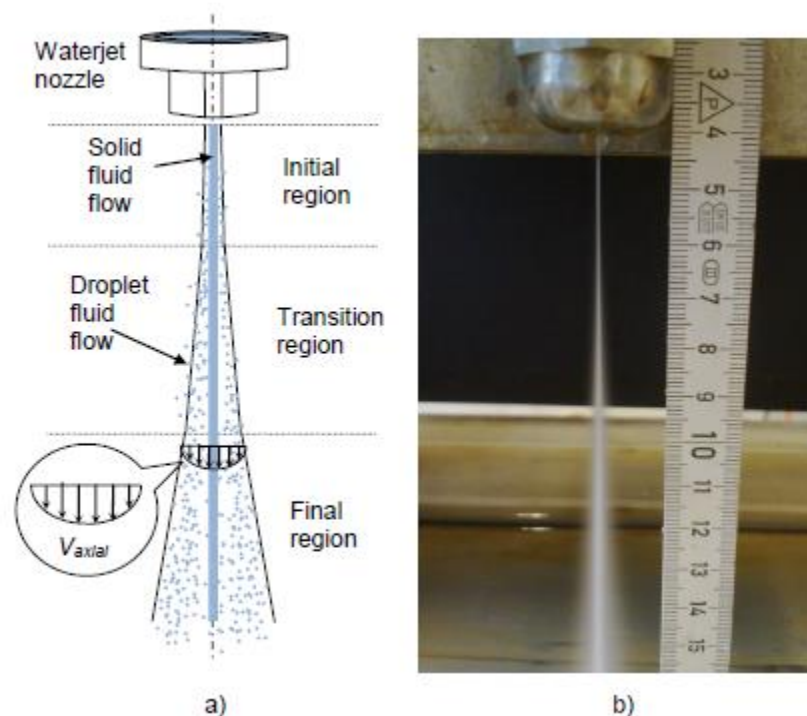 Waterjet
nozzle
Solid
fluid
flow
Initial
region
Droplet
fluid
flow
Transition
region
Vaxial
Final
region
a)
3
P
4
5
6
7
8
9
10
11
12
13
14
15
b)